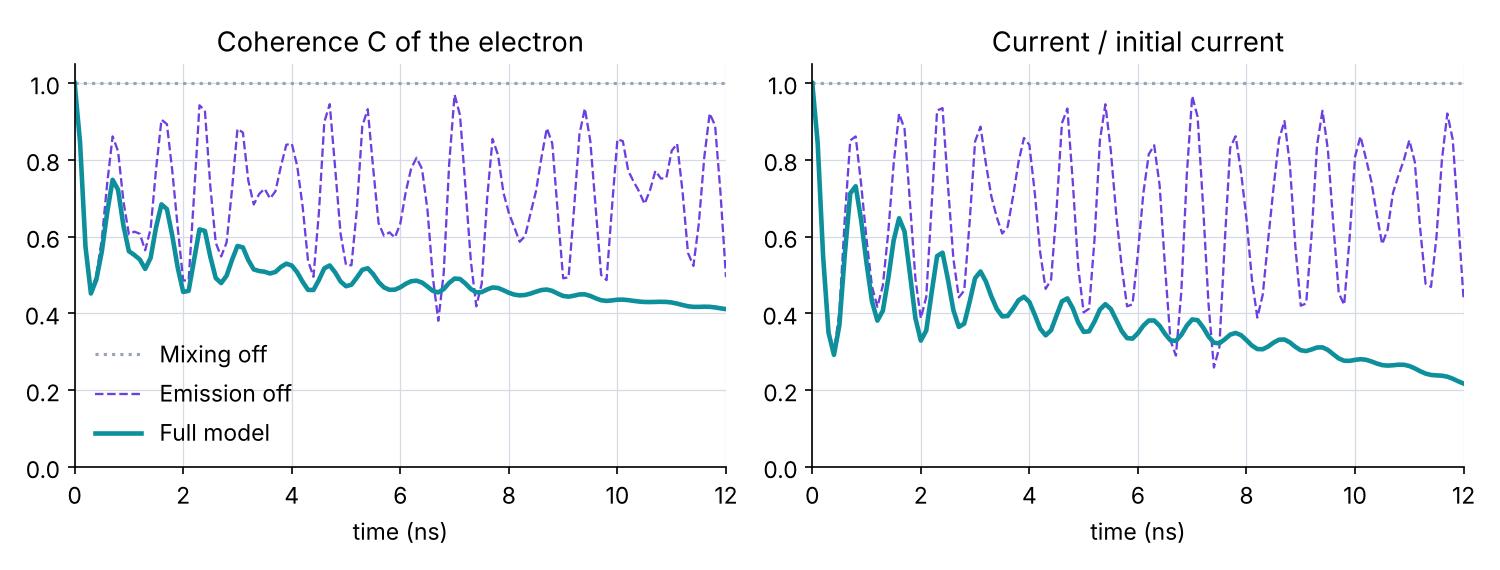 Coherence C of the electron
1.0
0.8
0.6
0.4
0.2
0.0
Mixing off
Emission off
Full model
0 2 4 6 8 10 12
time (ns)
Current / initial current
1.0
0.8
0.6
0.4
0.2
0.0
0 2 4 6 8 10 12
time (ns)